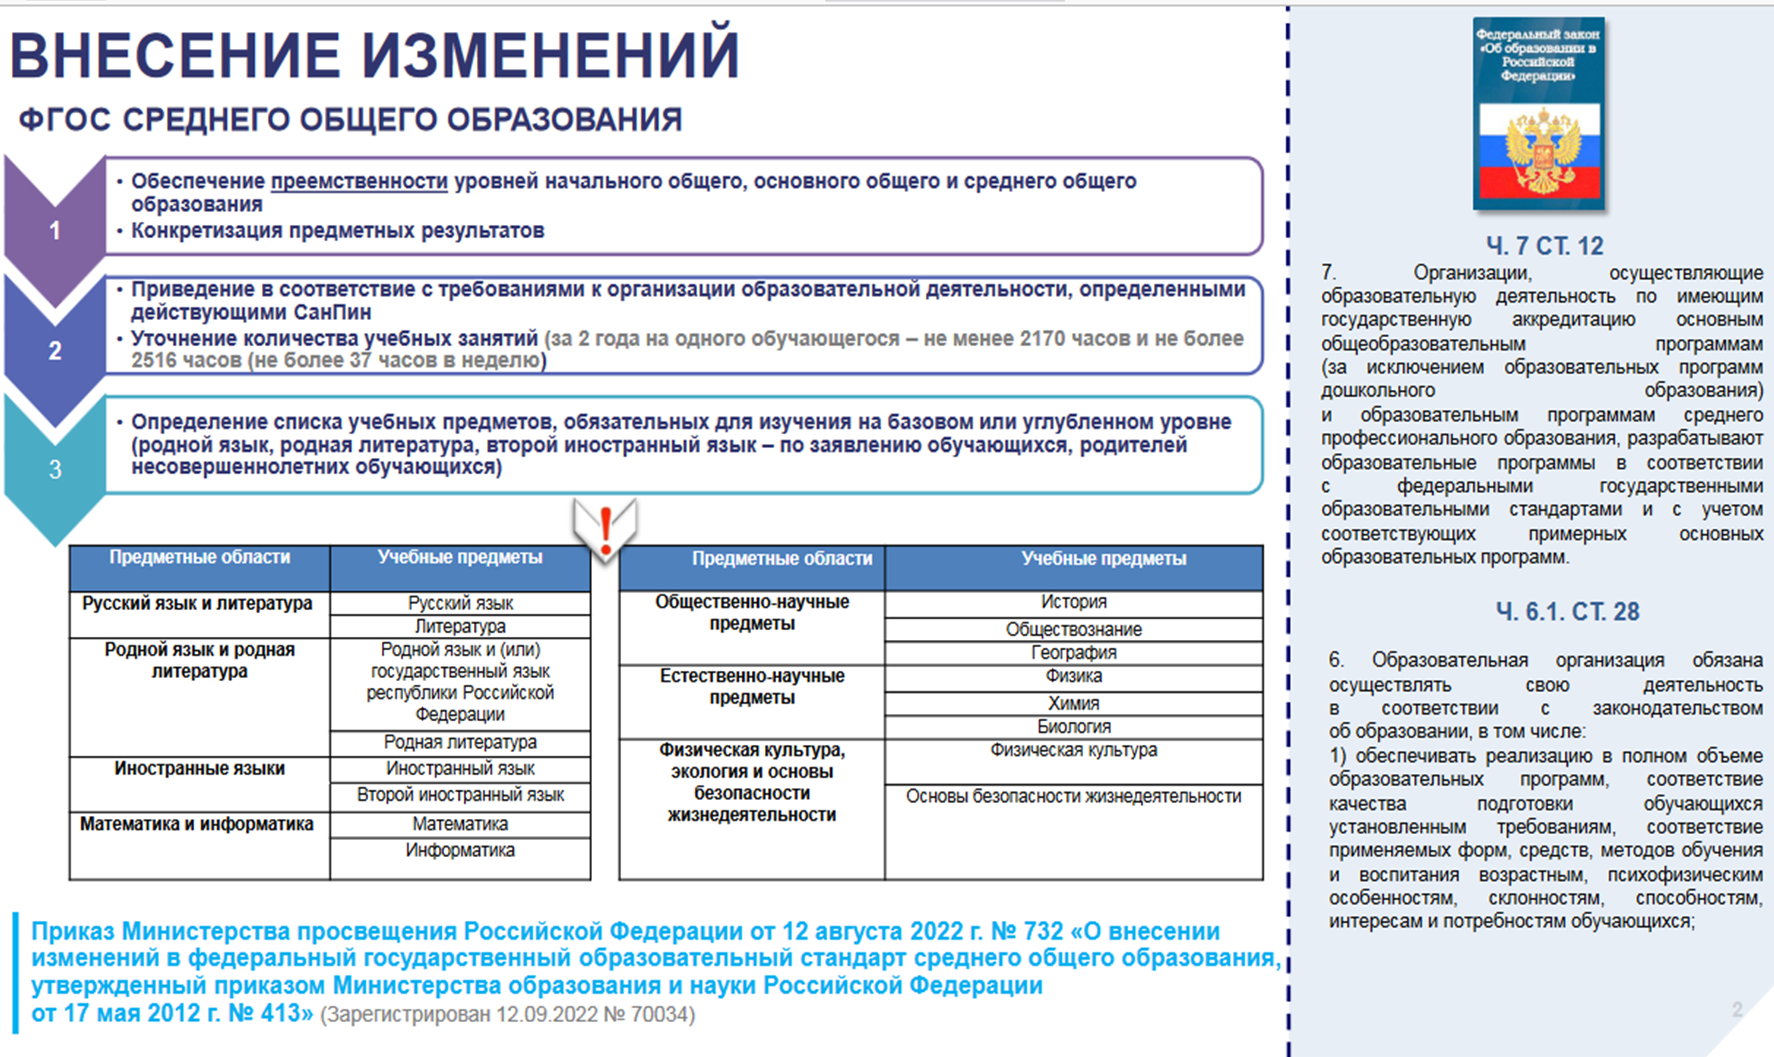 ВНЕСЕНИЕ ИЗМЕНЕНИЙ
ФГОС СРЕДНЕГО ОБЩЕГО ОБРАЗОВАНИЯ
1
• Обеспечение преемственности уровней начального общего, основного общего и среднего общего
образования
• Конкретизация предметных результатов
2
• Приведение в соответствие с требованиями к организации образовательной деятельности, определенными
действующими СанПин
• Уточнение количества учебных занятий (за 2 года на одного обучающегося – не менее 2170 часов и не более
2516 часов (не более 37 часов в неделю)
3
• Определение списка учебных предметов, обязательных для изучения на базовом или углубленном уровне
(родной язык, родная литература, второй иностранный язык – по заявлению обучающихся, родителей
несовершеннолетних обучающихся)
!
Предметные области
Учебные предметы
Русский язык и литература
Русский язык
Литература
Родной язык и родная
литература
Родной язык и (или)
государственный язык
республики Российской
Федерации
Родная литература
Иностранные языки
Иностранный язык
Второй иностранный язык
Математика и информатика
Математика
Информатика
Предметные области
Учебные предметы
Общественно-научные
предметы
История
Обществознание
География
Естественно-научные
предметы
Физика
Химия
Биология
Физическая культура,
экология и основы
безопасности
жизнедеятельности
Физическая культура
Основы безопасности жизнедеятельности
Приказ Министерства просвещения Российской Федерации от 12 августа 2022 г. № 732 «О внесении
изменений в федеральный государственный образовательный стандарт среднего общего образования,
утвержденный приказом Министерства образования и науки Российской Федерации
от 17 мая 2012 г. № 413» (Зарегистрирован 12.09.2022 № 70034)
Федеральный закон
«Об образовании в
Российской
Федерации»
Ч. 7 СТ. 12
7. Организации, осуществляющие
образовательную деятельность по имеющим
государственную аккредитацию основным
общеобразовательным программам
(за исключением образовательных программ
дошкольного образования)
и образовательным программам среднего
профессионального образования, разрабатывают
образовательные программы в соответствии
с федеральными государственными
образовательными стандартами и с учетом
соответствующих примерных основных
образовательных программ.
Ч. 6.1. СТ. 28
6. Образовательная организация обязана
осуществлять свою деятельность
в соответствии с законодательством
об образовании, в том числе:
1) обеспечивать реализацию в полном объеме
образовательных программ, соответствие
качества подготовки обучающихся
установленным требованиям, соответствие
применяемых форм, средств, методов обучения
и воспитания возрастным, психофизическим
особенностям, склонностям, способностям,
интересам и потребностям обучающихся;
2